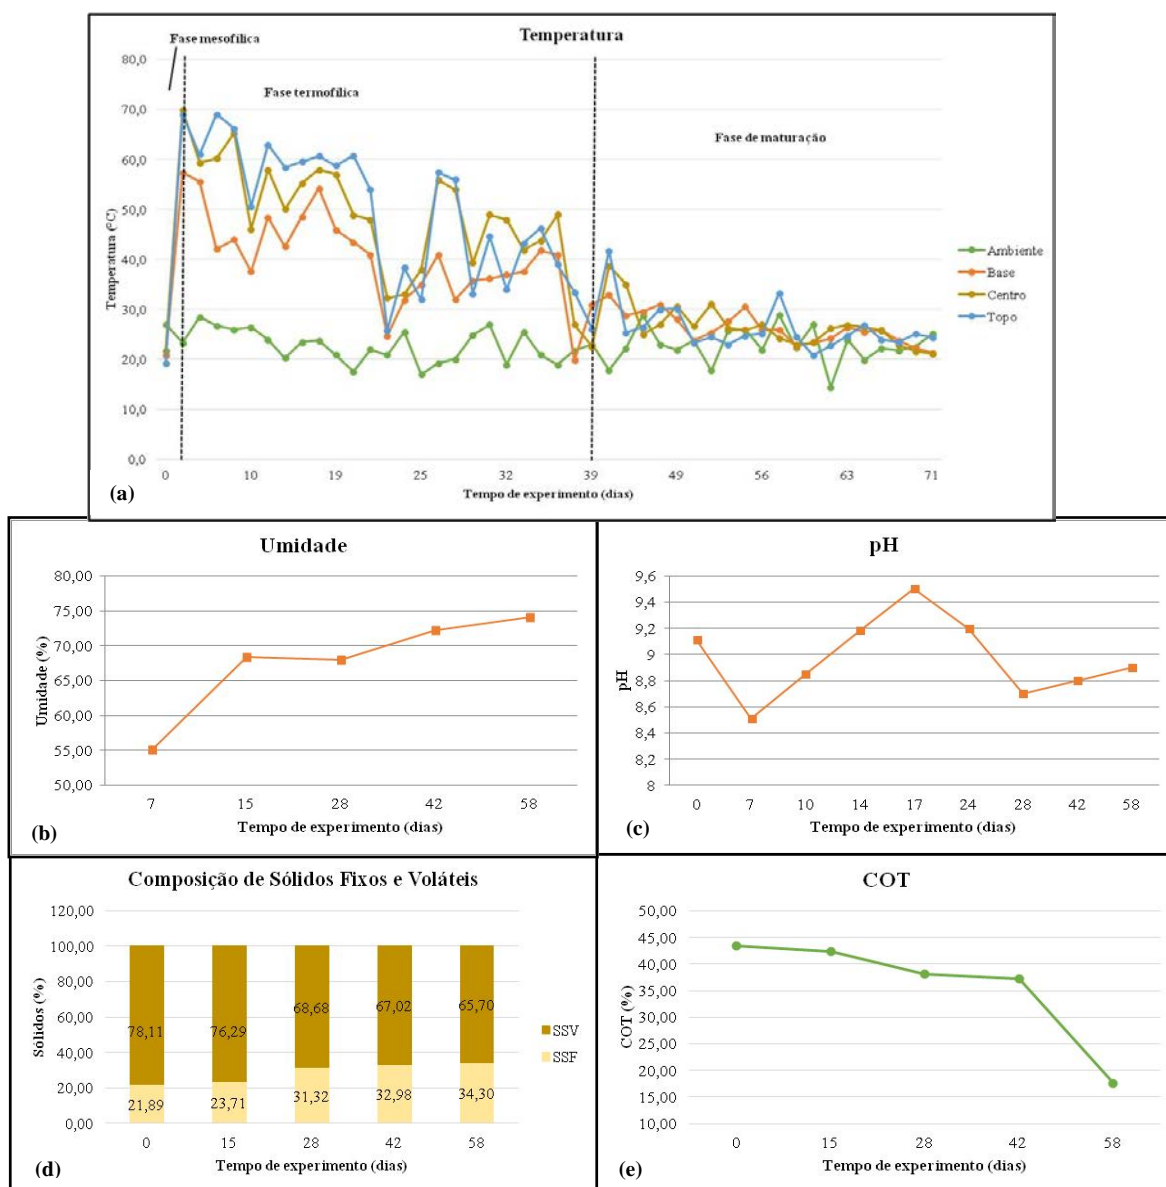 Fase mesofílica
Temperatura
80,0
Fase termofílica
70,0
Fase de maturação
60,0
50,0
40,0
30,0
20,0
10,0
0,0
Temperatura (°C)
Ambiente
Base
Centro
Topo
0 10 19 25 32 39 49 56 63 71
Tempo de experimento (dias)
(a)
Umidade
80,00
75,00
70,00
65,00
60,00
55,00
50,00
Umidade (%)
7 15 28 42 58
Tempo de experimento (dias)
(b)
pH
9,6
9,4
9,2
9
8,8
8,6
8,4
8,2
8
pH
0 7 10 14 17 24 28 42 58
Tempo de experimento (dias)
(c)
Composição de Sólidos Fixos e Voláteis
120,00
100,00
80,00
60,00
40,00
20,00
0,00
Sólidos (%)
78,11 76,29 68,68 67,02 65,70
21,89 23,71 31,32 32,98 34,30
SSV
SSF
0 15 28 42 58
Tempo de experimento (dias)
(d)
COT
50,00
45,00
40,00
35,00
30,00
25,00
20,00
15,00
10,00
COT (%)
0 15 28 42 58
Tempo de experimento (dias)
(e)